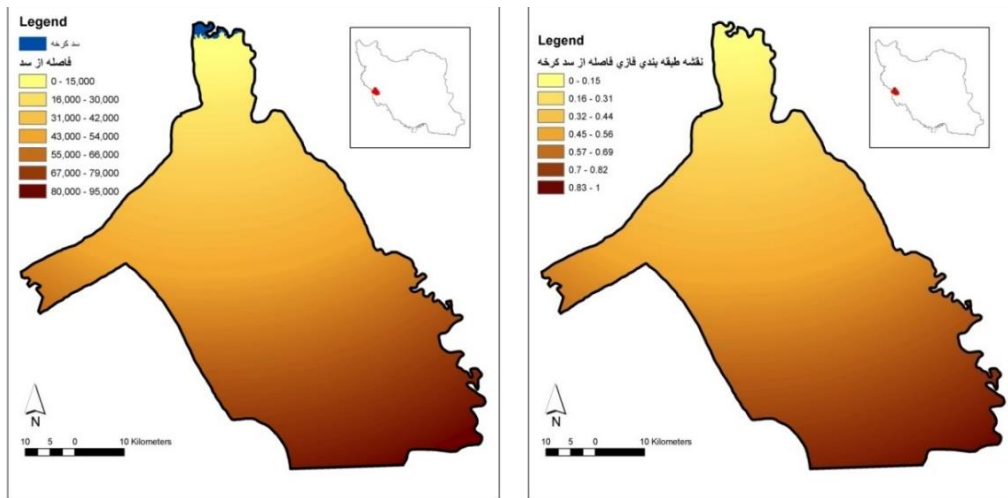 Legend
سد کرخه
فاصله از سد
0 - 15,000
16,000 - 30,000
31,000 - 42,000
43,000 - 54,000
55,000 - 66,000
67,000 - 79,000
80,000 - 95,000
N
10 5 0 10 Kilometers
Legend
نقشه طبقه بندي فازي فاصله از سد کرخه
0 - 0.15
0.16 - 0.31
0.32 - 0.44
0.45 - 0.56
0.57 - 0.69
0.7 - 0.82
0.83 - 1
N
10 5 0 10 Kilometers